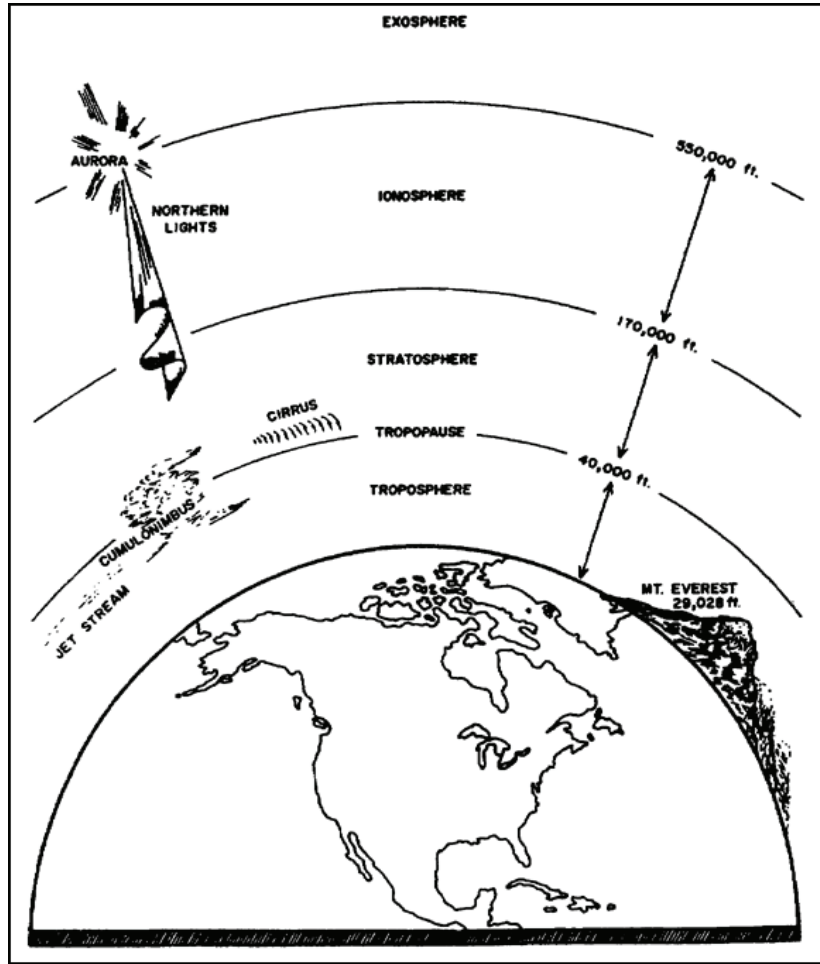 EXOSPHERE
AURORA
550,000 ft.
IONOSPHERE
NORTHERN
LIGHTS
170,000 ft.
STRATOSPHERE
CIRRUS
TROPOPAUSE
40,000 ft.
TROPOSPHERE
CUMULONIMBUS
JET STREAM
MT. EVEREST
29,028 ft.